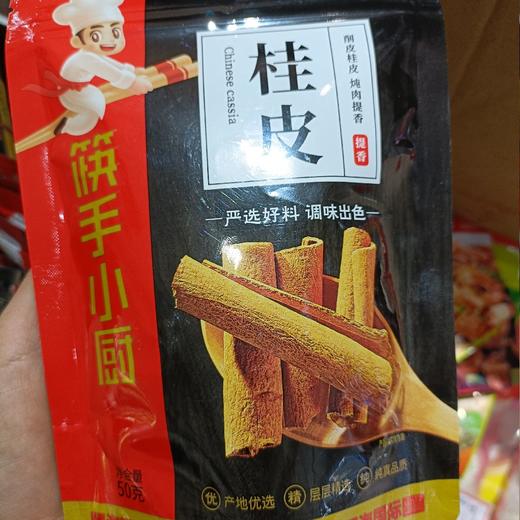 筷手小厨
桂皮
Chinese cassia
削皮桂皮 炖肉提香
提香
严选好料 调味出色
净含量
50克
优 产地优选 精 层层精选 纯 纯真品质